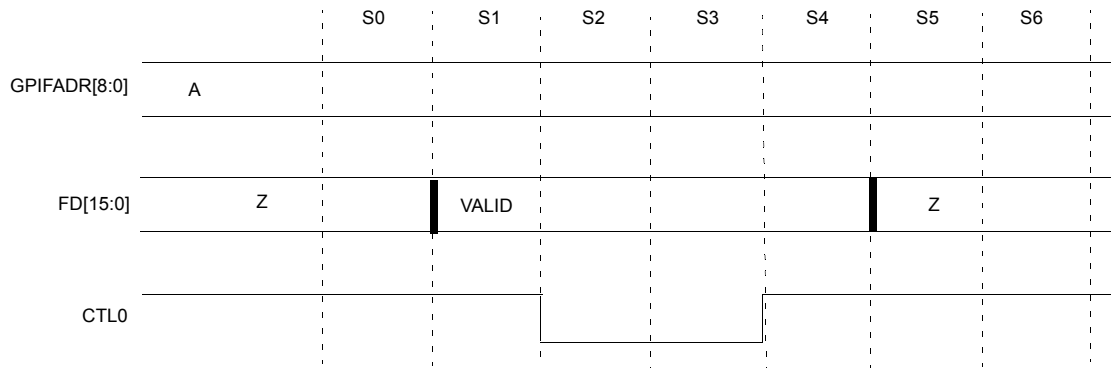 S0 S1 S2 S3 S4 S5 S6
GPIFADR[8:0] A
FD[15:0] Z VALID Z
CTL0